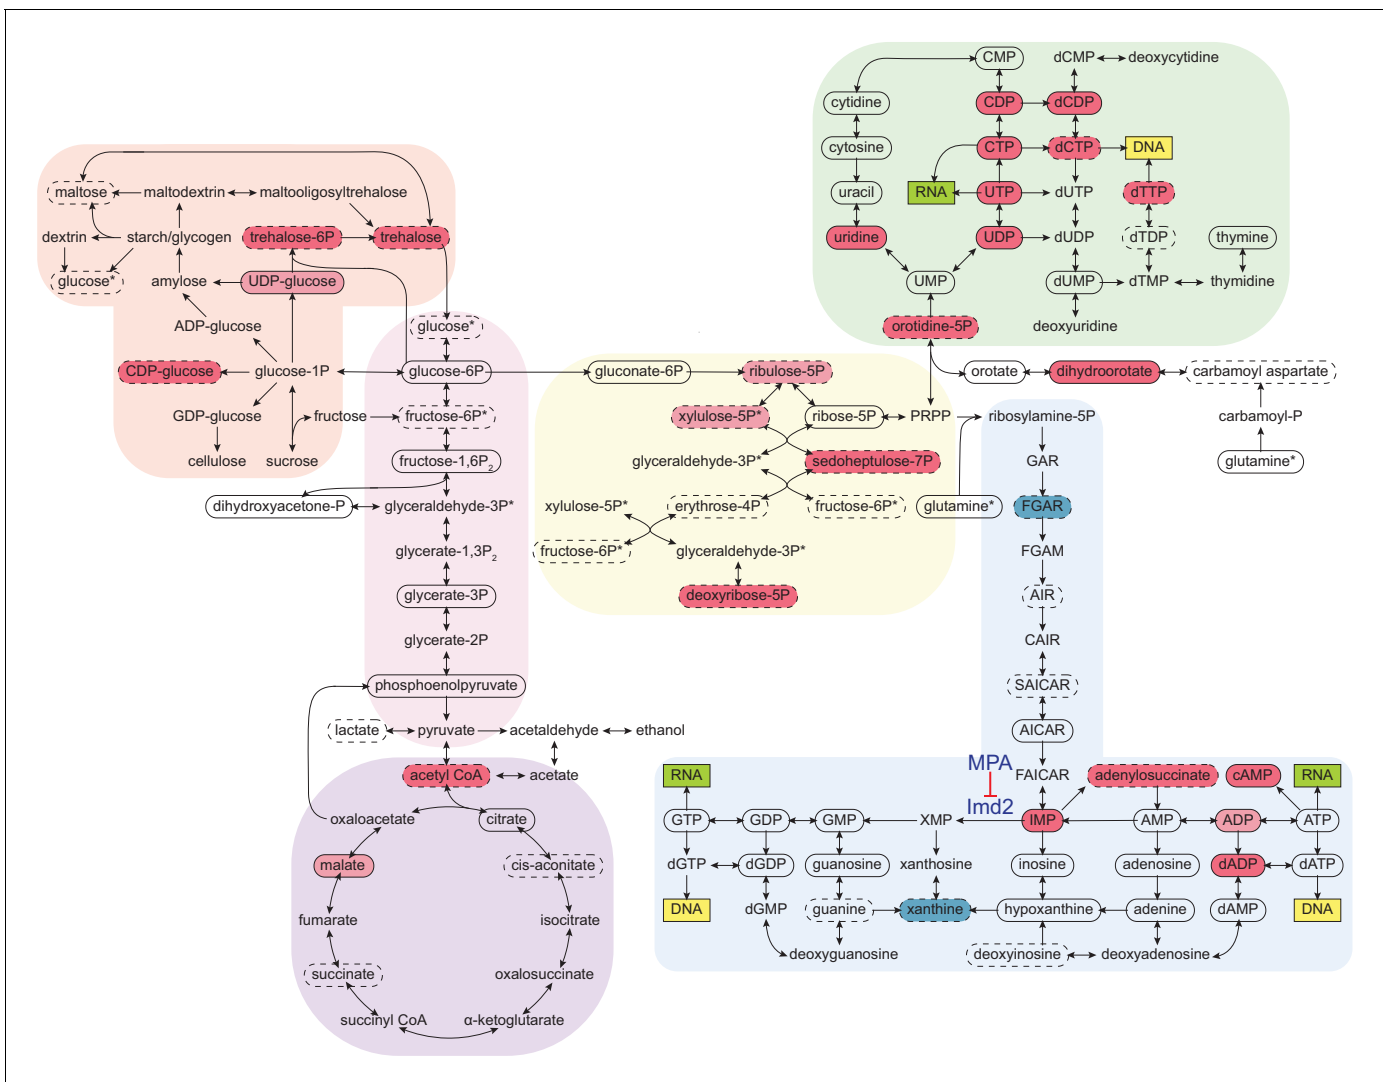 CMP
dCMP
deoxycytidine
cytidine
CDP
dCDP
cytosine
CTP
dCTP
DNA
uracil
RNA
UTP
dUTP
dTTP
uridine
UDP
dUDP
dTDP
thymine
UMP
dUMP
dTMP
thymidine
orotidine-5P
deoxyuridine
orotate
dihydroorotate
carbamoyl aspartate
carbamoyl-P
glutamine*
maltose
maltodextrin
maltooligosyltrehalose
dextrin
starch/glycogen
trehalose-6P
trehalose
glucose*
amylose
UDP-glucose
ADP-glucose
CDP-glucose
glucose-1P
GDP-glucose
fructose
cellulose
sucrose
glucose*
glucose-6P
fructose-6P*
fructose-1,6P2
dihydroxyacetone-P
glyceraldehyde-3P*
glycerate-1,3P2
glycerate-3P
glycerate-2P
phosphoenolpyruvate
lactate
pyruvate
acetaldehyde
ethanol
acetyl CoA
acetate
gluconate-6P
ribulose-5P
xylulose-5P*
ribose-5P
PRPP
glyceraldehyde-3P*
sedoheptulose-7P
xylulose-5P*
erythrose-4P
fructose-6P*
fructose-6P*
glyceraldehyde-3P*
deoxyribose-5P
ribosylamine-5P
GAR
glutamine*
FGAR
FGAM
AIR
CAIR
SAICAR
AICAR
FAICAR
MPA
Imd2
oxaloacetate
citrate
malate
cis-aconitate
fumarate
isocitrate
succinate
oxalosuccinate
succinyl CoA
α-ketoglutarate
RNA
adenylosuccinate
cAMP
RNA
GTP
GDP
GMP
XMP
IMP
AMP
ADP
ATP
dGTP
dGDP
guanosine
xanthosine
inosine
adenosine
dADP
dATP
DNA
dGMP
guanine
xanthine
hypoxanthine
adenine
dAMP
DNA
deoxyguanosine
deoxyinosine
deoxyadenosine